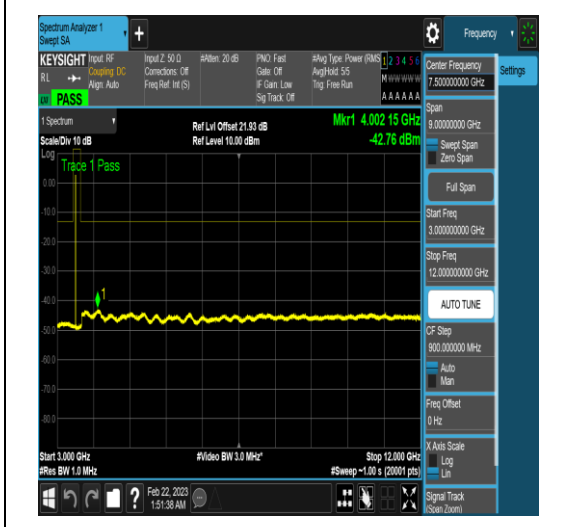 Spectrum Analyzer 1
Swept SA
Frequency
KEYSIGHT
RL
PASS
Input: RF
Coupling: DC
Align: Auto
Input Z: 50 Ω
Corrections: Off
Freq Ref: Int (S)
#Atten: 20 dB
PNO: Fast
Gate: Off
IF Gain: Low
Sig Track: Off
#Avg Type: Power (RMS
Avg|Hold: 5/5
Trig: Free Run
1 2 3 4 5 6
M W W W W W
A A A A A A
1 Spectrum
Scale/Div 10 dB
Ref Lvl Offset 21.93 dB
Ref Level 10.00 dBm
Mkr1 4.002 15 GHz
-42.76 dBm
Log
Trace 1 Pass
0.00
-10.0
-20.0
-30.0
-40.0
-50.0
-60.0
-70.0
-80.0
1
Start 3.000 GHz
#Res BW 1.0 MHz
#Video BW 3.0 MHz*
Stop 12.000 GHz
#Sweep ~1.00 s (20001 pts)
Feb 22, 2023
1:51:38 AM
?
Center Frequency
7.500000000 GHz
Settings
Span
9.00000000 GHz
Swept Span
Zero Span
Full Span
Start Freq
3.000000000 GHz
Stop Freq
12.000000000 GHz
AUTO TUNE
CF Step
900.000000 MHz
Auto
Man
Freq Offset
0 Hz
X Axis Scale
Log
Lin
Signal Track
(Span Zoom)